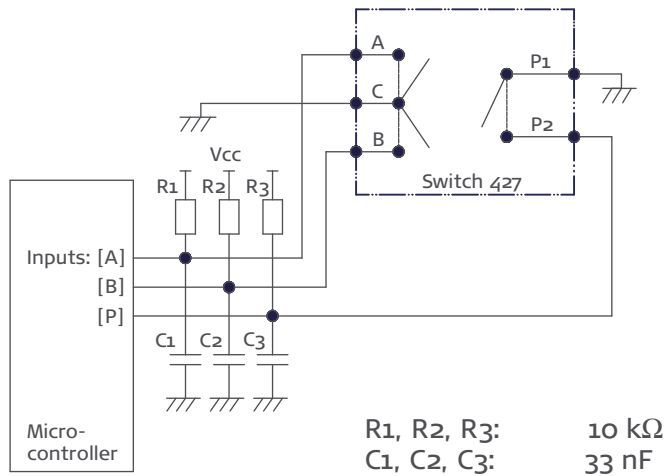 A
C
B
P1
P2
Switch 427
Vcc
R1 R2 R3
Inputs: [A]
[B]
[P]
C1 C2 C3
Micro-
controller
R1, R2, R3: 10 kΩ
C1, C2, C3: 33 nF